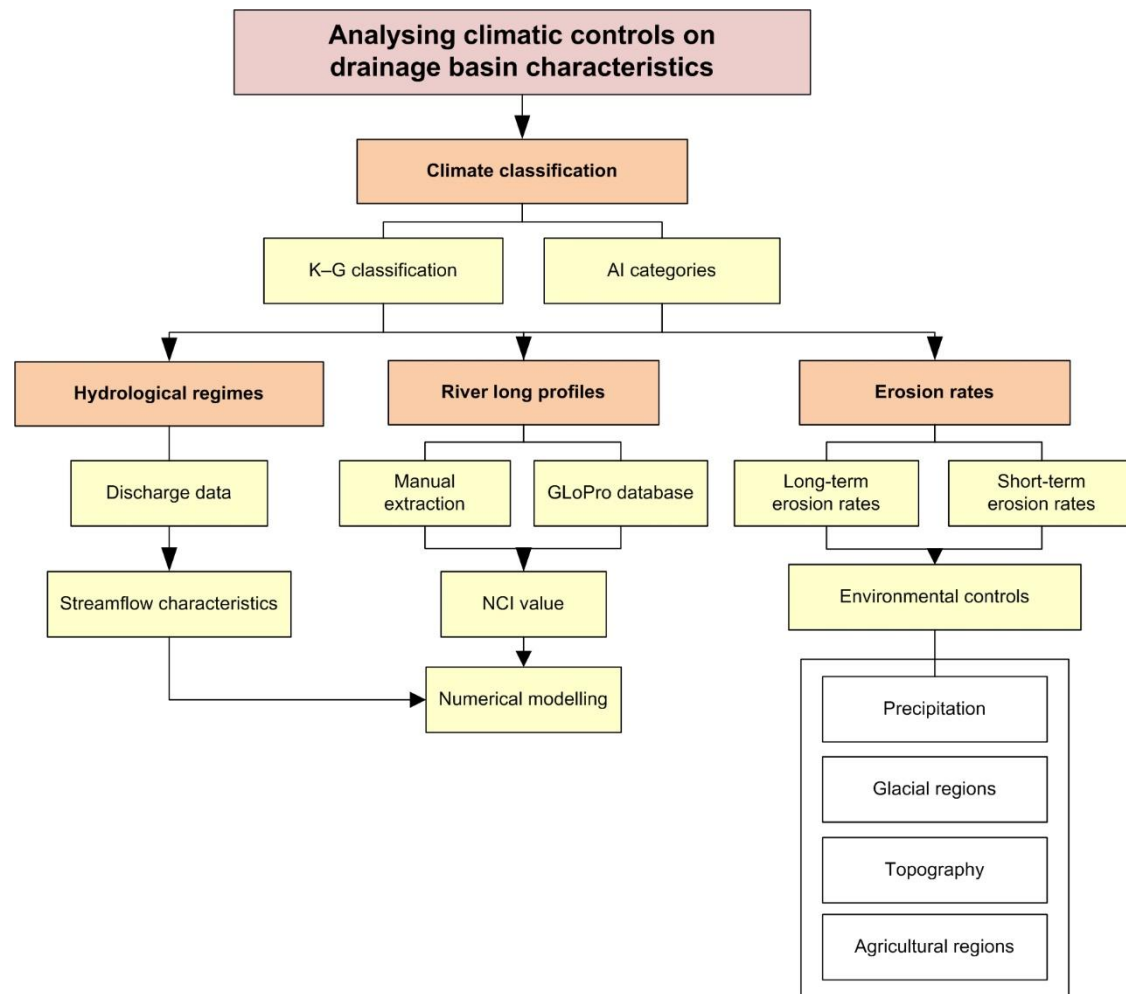 Analysing climatic controls on
drainage basin characteristics
Climate classification
K–G classification
AI categories
Hydrological regimes
River long profiles
Erosion rates
Discharge data
Manual
extraction
GLoPro database
Long-term
erosion rates
Short-term
erosion rates
Streamflow characteristics
NCI value
Environmental controls
Numerical modelling
Precipitation
Glacial regions
Topography
Agricultural regions